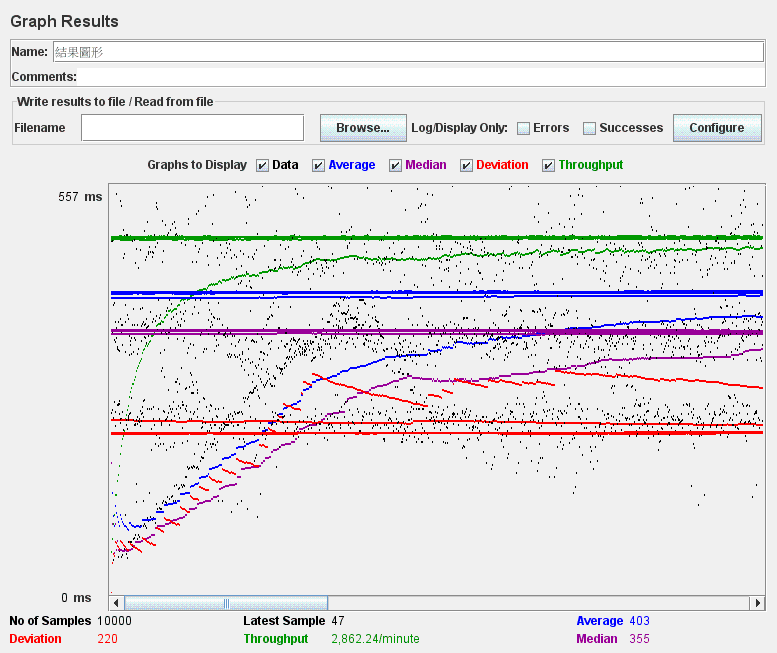 Graph Results
Name: 結果圖形
Comments:
Write results to file / Read from file
Filename Browse... Log/Display Only: Errors Successes Configure
Graphs to Display Data Average Median Deviation Throughput
557 ms
0 ms
No of Samples 10000 Latest Sample 47 Average 403
Deviation 220 Throughput 2,862.24/minute Median 355